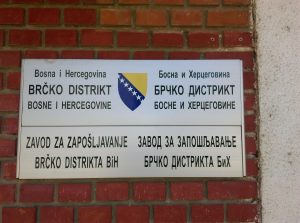 Bosna i Hercegovina
BRČKO DISTRIKT
BOSNE I HERCEGOVINE
Босна и Херцеговина
БРЧКО ДИСТРИКТ
БОСНЕ И ХЕРЦЕГОВИНЕ
ZAVOD ZA ZAPOŠLJAVANJE
BRČKO DISTRIKTA BiH
ЗАВОД ЗА ЗАПОШЉАВАЊЕ
БРЧКО ДИСТРИКТА БиХ